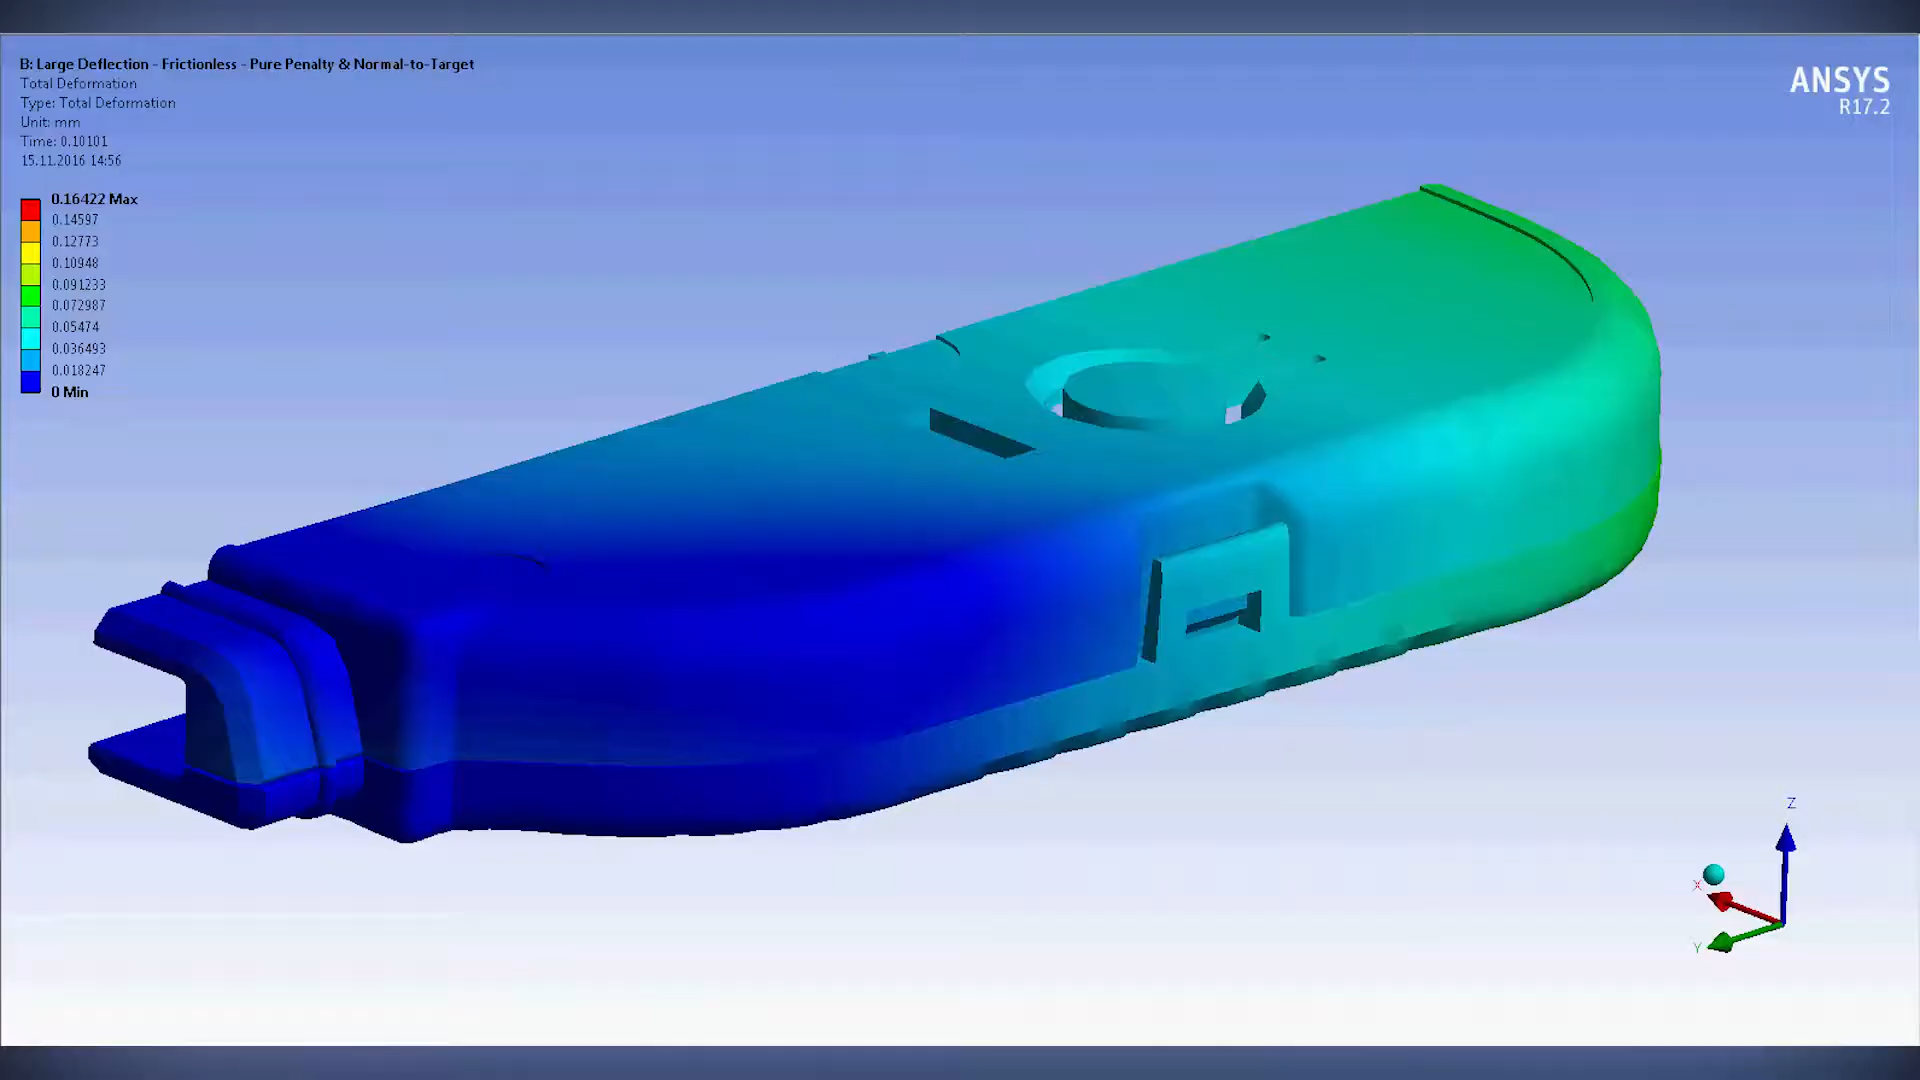 B: Large Deflection - Frictionless - Pure Penalty & Normal-to-Target
Total Deformation
Type: Total Deformation
Unit: mm
Time: 0.10101
15.11.2016 14:56
0.16422 Max
0.14597
0.12773
0.10948
0.091233
0.072987
0.05474
0.036493
0.018247
0 Min
ANSYS
R17.2
Z
X
Y